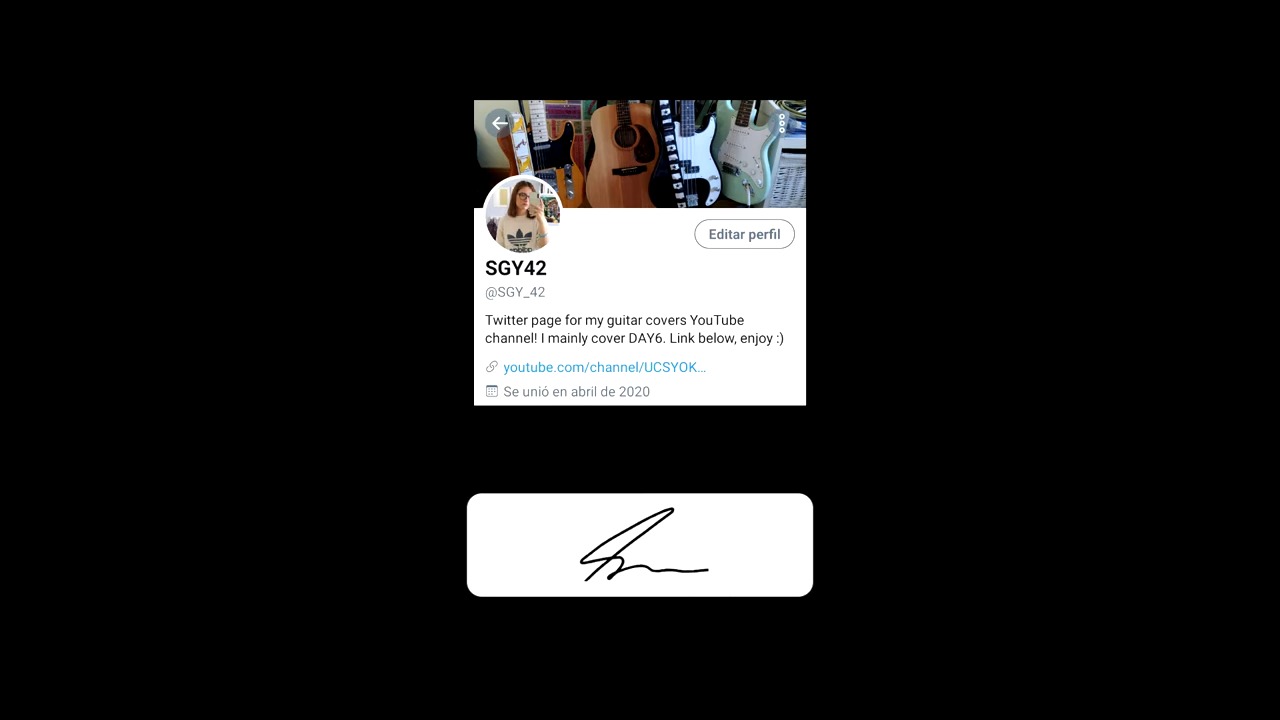 Editar perfil
SGY42
@SGY_42
Twitter page for my guitar covers YouTube
channel! I mainly cover DAY6. Link below, enjoy :)
youtube.com/channel/UCSYOK...
Se unió en abril de 2020